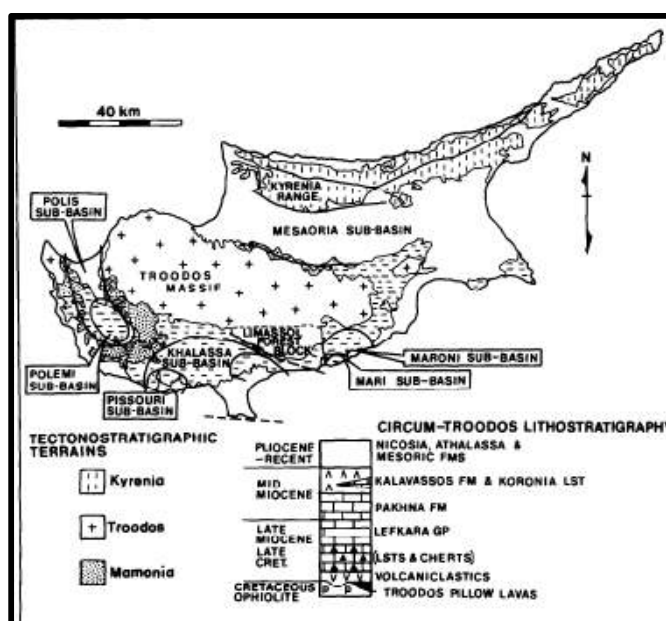 40 km
N
POLIS
SUB-BASIN
KYRENIA
RANGE
MESAORIA SUB-BASIN
TROODOS
MASSIF
LIMASSOL
FOREST
BLOCK
KHALASSA
SUB-BASIN
MARONI SUB-BASIN
MARI SUB-BASIN
POLEMI
SUB-BASIN
PISSOURI
SUB-BASIN
TECTONOSTRATIGRAPHIC
TERRAINS
Kyrenia
Troodos
Mamonia
CIRCUM-TROODOS LITHOSTRATIGRAPHY
PLIOCENE
-RECENT
NICOSIA, ATHALASSA &
MESORIC FMS
MID
MIOCENE
KALAVASSOS FM & KORONIA LST
PAKHNA FM
LATE
MIOCENE
LEFKARA GP
LATE
CRET.
(LSTS & CHERTS)
VOLCANICLASTICS
CRETACEOUS
OPHIOLITE
TROODOS PILLOW LAVAS